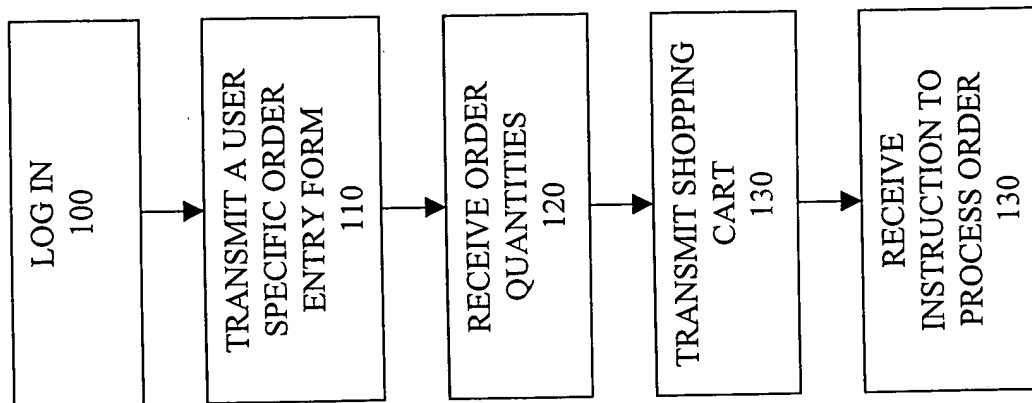 LOG IN
100
TRANSMIT A USER
SPECIFIC ORDER
ENTRY FORM
110
RECEIVE ORDER
QUANTITIES
120
TRANSMIT SHOPPING
CART
130
RECEIVE
INSTRUCTION TO
PROCESS ORDER
130